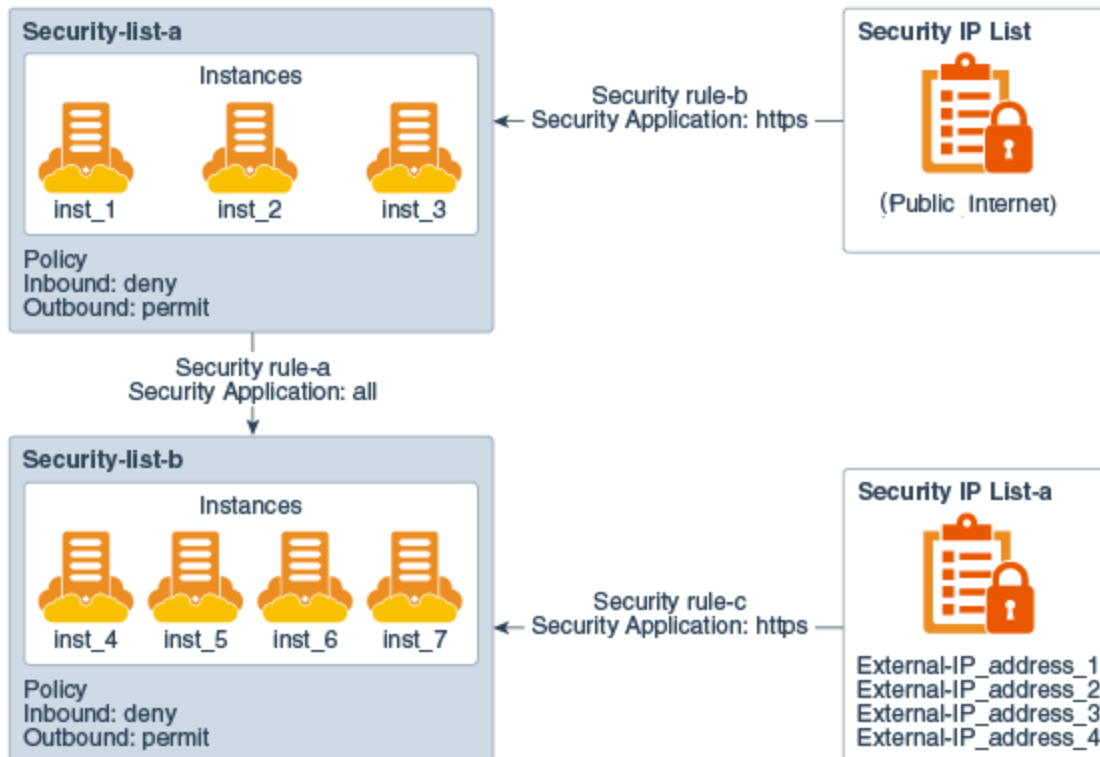 Security-list-a
Instances
inst_1
inst_2
inst_3
Policy
Inbound: deny
Outbound: permit
Security rule-b
Security Application: https
Security IP List
(Public_Internet)
Security rule-a
Security Application: all
Security-list-b
Instances
inst_4
inst_5
inst_6
inst_7
Policy
Inbound: deny
Outbound: permit
Security rule-c
Security Application: https
Security IP List-a
External-IP_address_1
External-IP_address_2
External-IP_address_3
External-IP_address_4